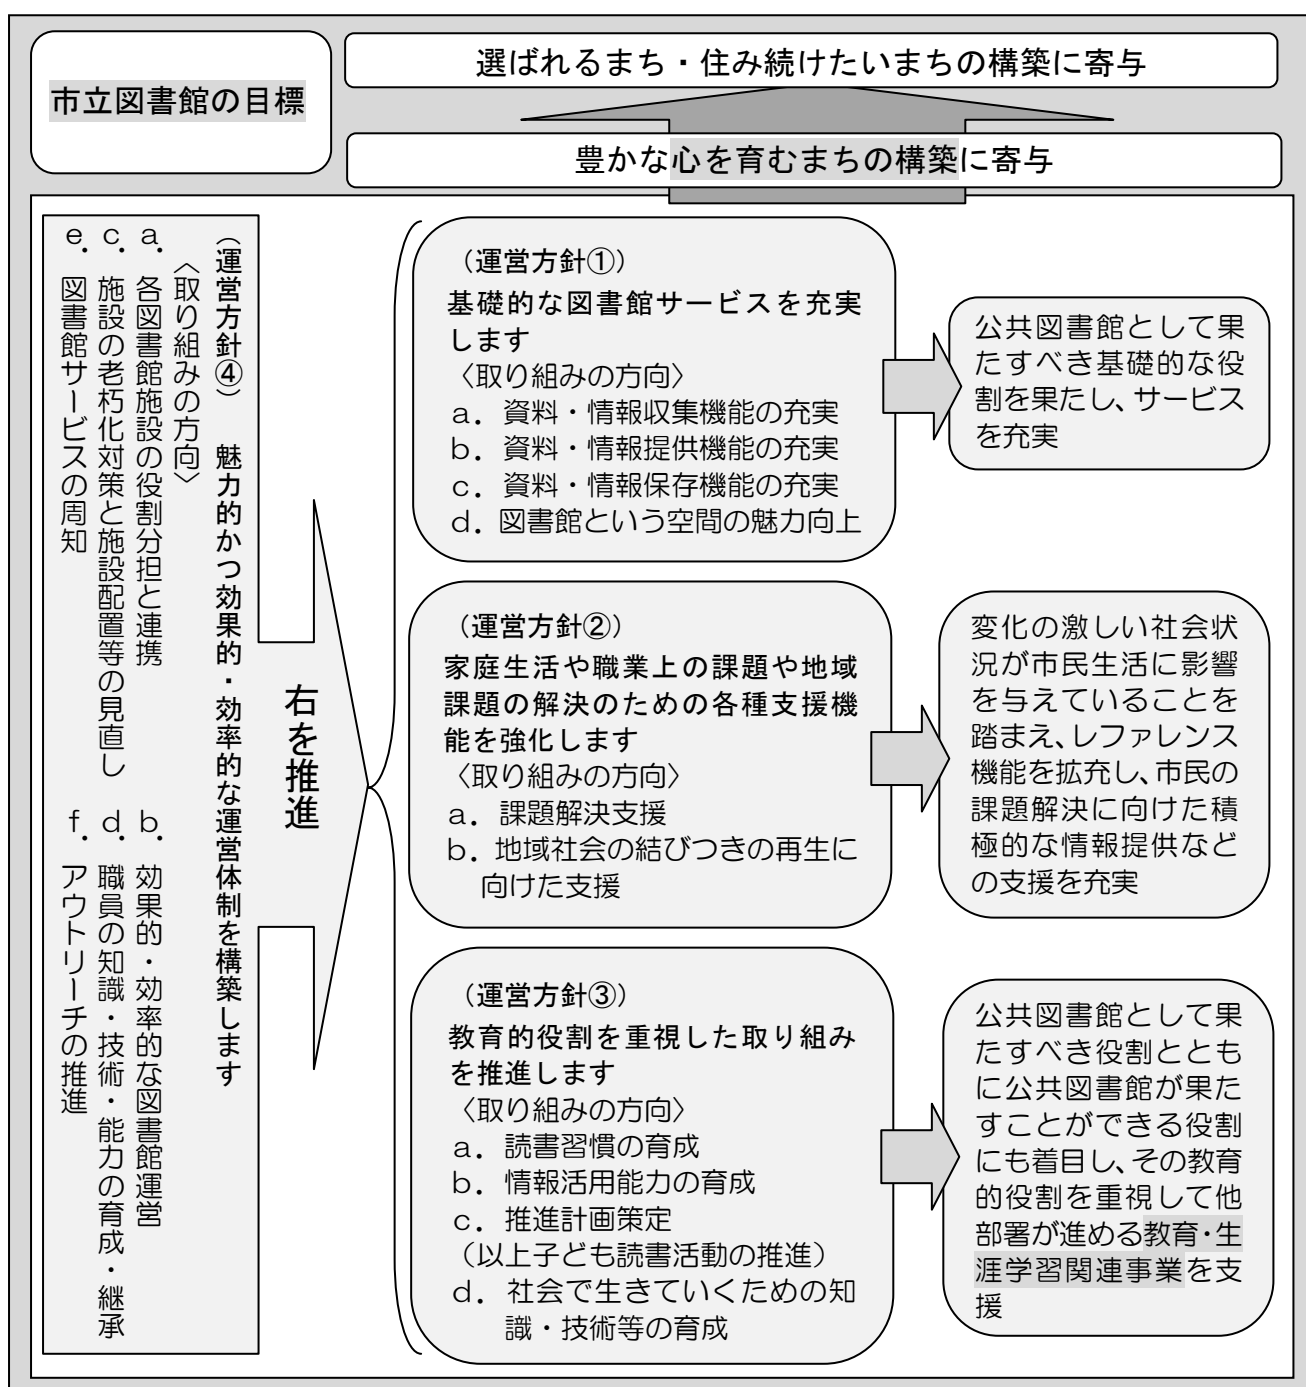 市立図書館の目標
選ばれるまち・住み続けたいまちの構築に寄与
豊かな心を育むまちの構築に寄与
（運営方針④）　魅力的かつ効果的・効率的な運営体制を構築します
〈取り組みの方向〉
a．各図書館施設の役割分担と連携　b．効果的・効率的な図書館運営
c．施設の老朽化対策と施設配置等の見直し　d．職員の知識・技術・能力の育成・継承
e．図書館サービスの周知　f．アウトリーチの推進
右を推進
（運営方針①）
基礎的な図書館サービスを充実
します
〈取り組みの方向〉
a．資料・情報収集機能の充実
b．資料・情報提供機能の充実
c．資料・情報保存機能の充実
d．図書館という空間の魅力向上
公共図書館として果
たすべき基礎的な役
割を果たし、サービス
を充実
（運営方針②）
家庭生活や職業上の課題や地域
課題の解決のための各種支援機
能を強化します
〈取り組みの方向〉
a．課題解決支援
b．地域社会の結びつきの再生に
向けた支援
変化の激しい社会状
況が市民生活に影響
を与えていることを
踏まえ、レファレンス
機能を拡充し、市民の
課題解決に向けた積
極的な情報提供など
の支援を充実
（運営方針③）
教育的役割を重視した取り組み
を推進します
〈取り組みの方向〉
a．読書習慣の育成
b．情報活用能力の育成
c．推進計画策定
（以上子ども読書活動の推進）
d．社会で生きていくための知
識・技術等の育成
公共図書館として果
たすべき役割ととも
に公共図書館が果た
すことができる役割
にも着目し、その教育
的役割を重視して他
部署が進める教育・生
涯学習関連事業を支
援